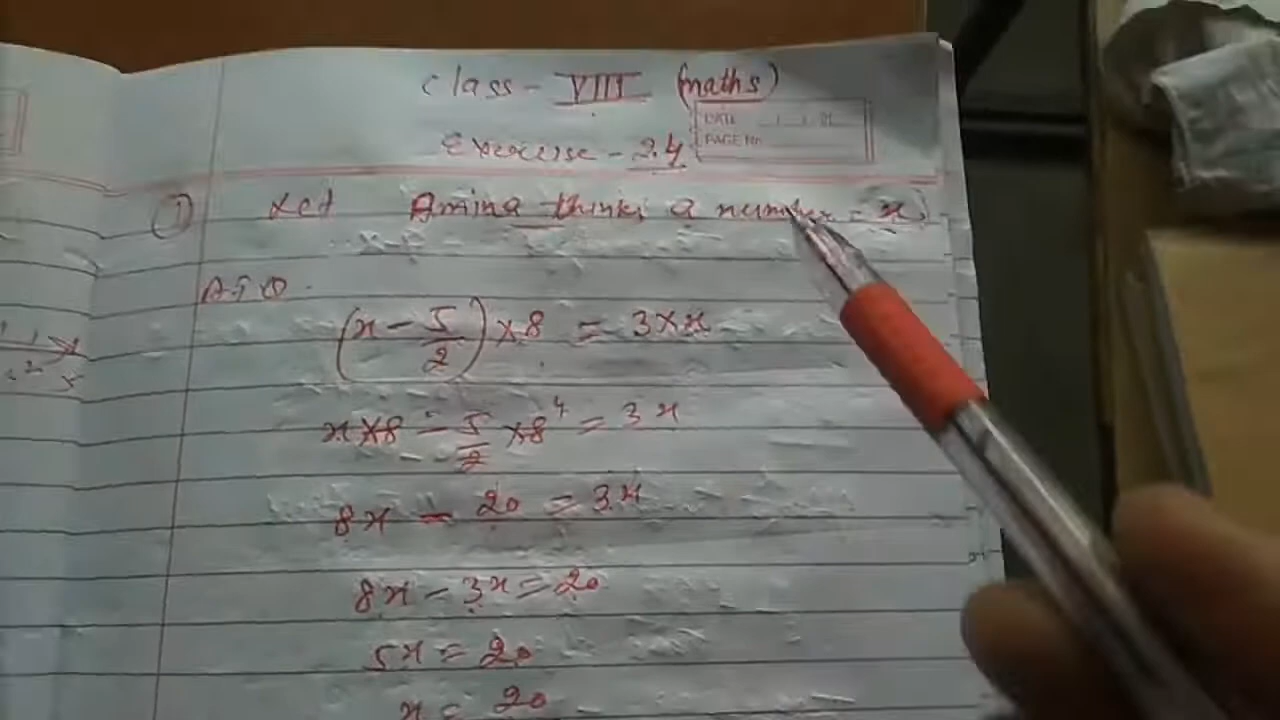 Class - VIII (maths)
DATE
PAGE No.
Exercise - 2.4
① Let Amina thinks a number = x
A.T.Q.
(x - 5/2) × 8 = 3 × x
x × 8 - 5/2 × 8 4 = 3x
8x - 20 = 3x
8x - 3x = 20
5x = 20
x = 20